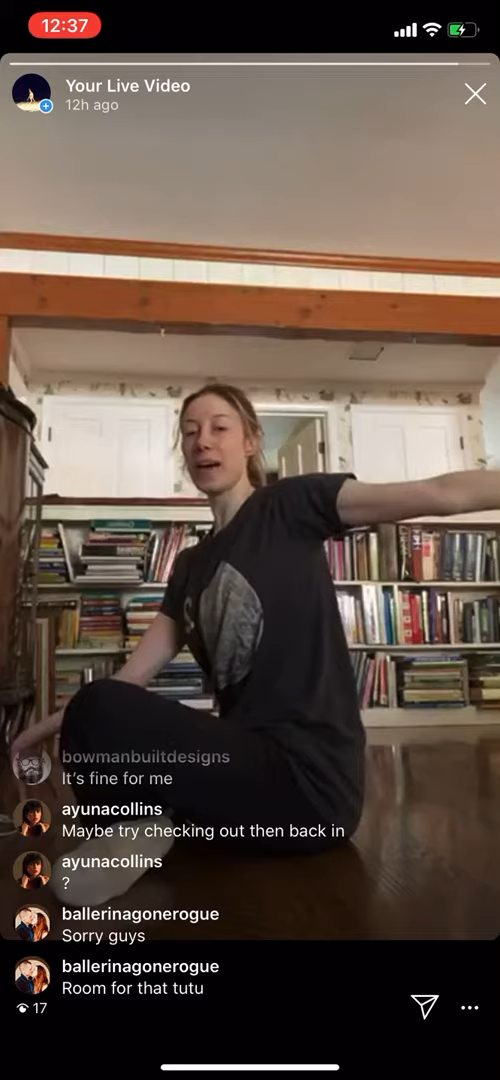 12:37
Your Live Video
12h ago
bowmanbuiltdesigns
It's fine for me
ayunacollins
Maybe try checking out then back in
ayunacollins
?
ballerinagonerogue
Sorry guys
ballerinagonerogue
Room for that tutu
17